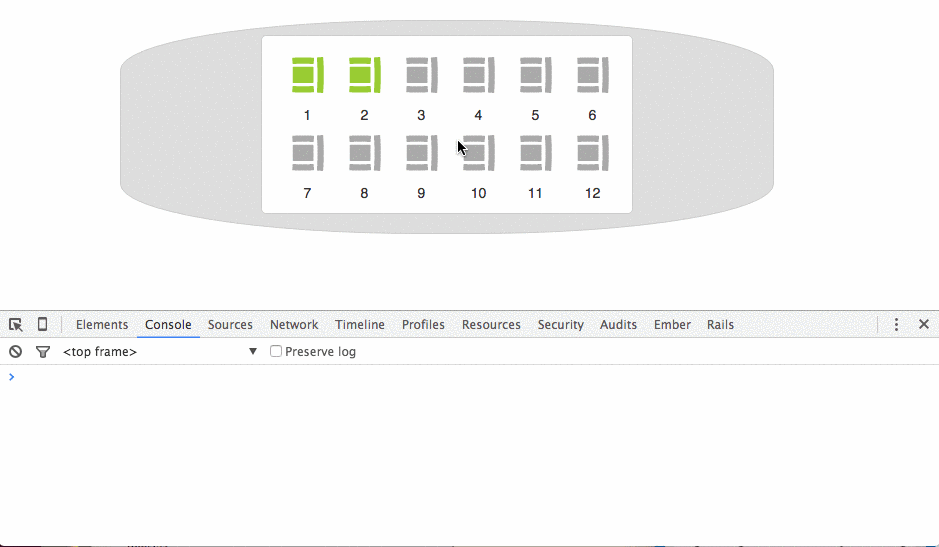 1 2 3 4 5 6
7 8 9 10 11 12
Elements Console Sources Network Timeline Profiles Resources Security Audits Ember Rails
<top frame> ▼ Preserve log
>